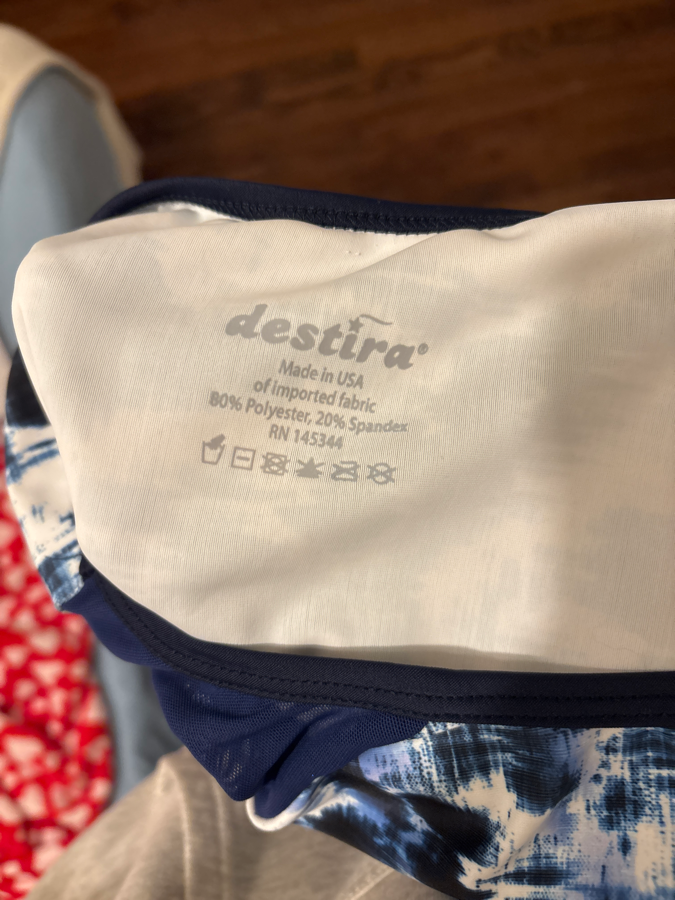 destira®
Made in USA
of imported fabric
80% Polyester, 20% Spandex
RN 145344